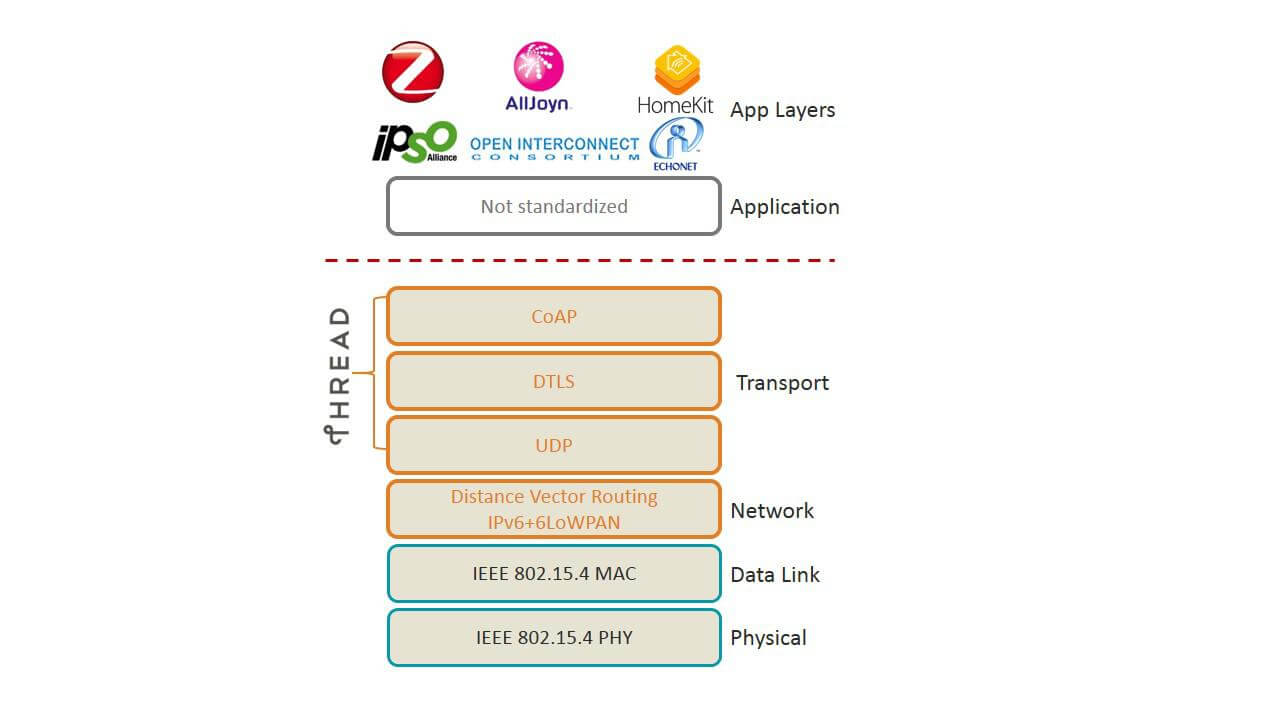 Z
AllJoyn
HomeKit
App Layers
ipso
Alliance
OPEN INTERCONNECT
CONSORTIUM
ECHONET
Not standardized
Application
THREAD
CoAP
DTLS
Transport
UDP
Distance Vector Routing
IPv6+6LoWPAN
Network
IEEE 802.15.4 MAC
Data Link
IEEE 802.15.4 PHY
Physical